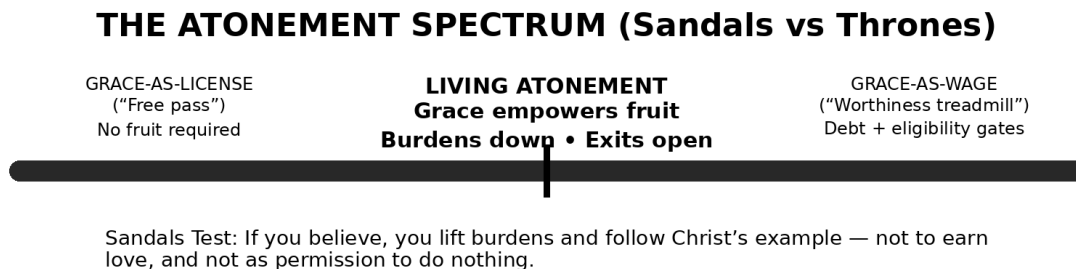 THE ATONEMENT SPECTRUM (Sandals vs Thrones)
GRACE-AS-LICENSE
(“Free pass”)
No fruit required
LIVING ATONEMENT
Grace empowers fruit
Burdens down • Exits open
GRACE-AS-WAGE
(“Worthiness treadmill”)
Debt + eligibility gates
Sandals Test: If you believe, you lift burdens and follow Christ’s example — not to earn
love, and not as permission to do nothing.